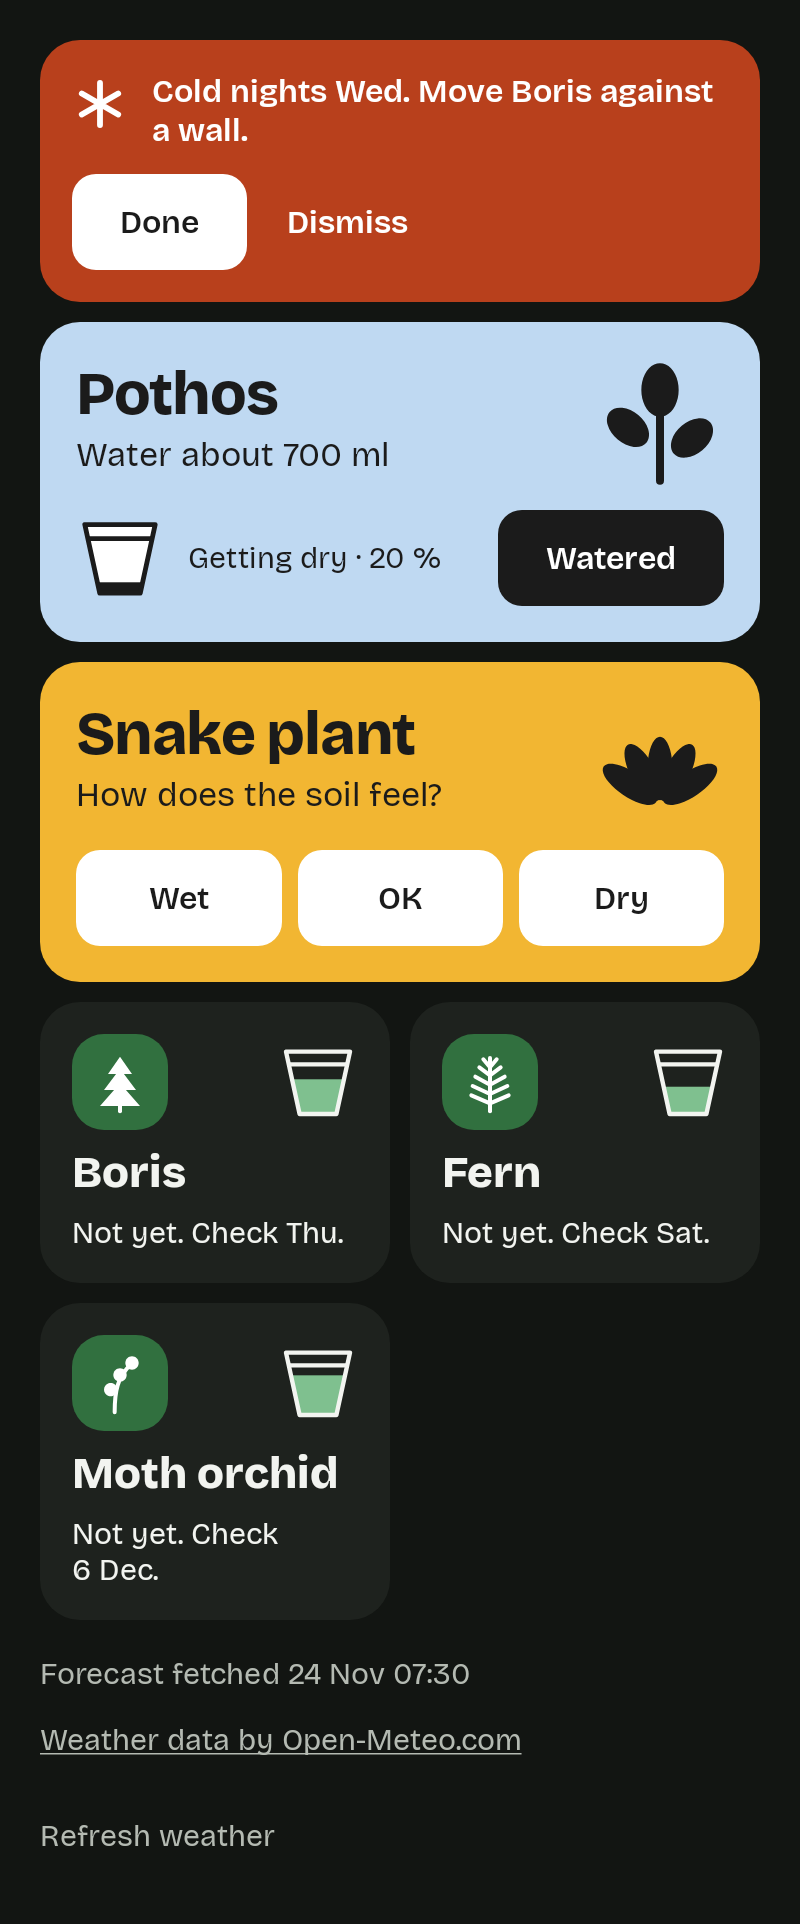 Cold nights Wed. Move Boris against
a wall.
Done
Dismiss
Pothos
Water about 700 ml
Getting dry · 20 %
Watered
Snake plant
How does the soil feel?
Wet
OK
Dry
Boris
Not yet. Check Thu.
Fern
Not yet. Check Sat.
Moth orchid
Not yet. Check
6 Dec.
Forecast fetched 24 Nov 07:30
Weather data by Open-Meteo.com
Refresh weather